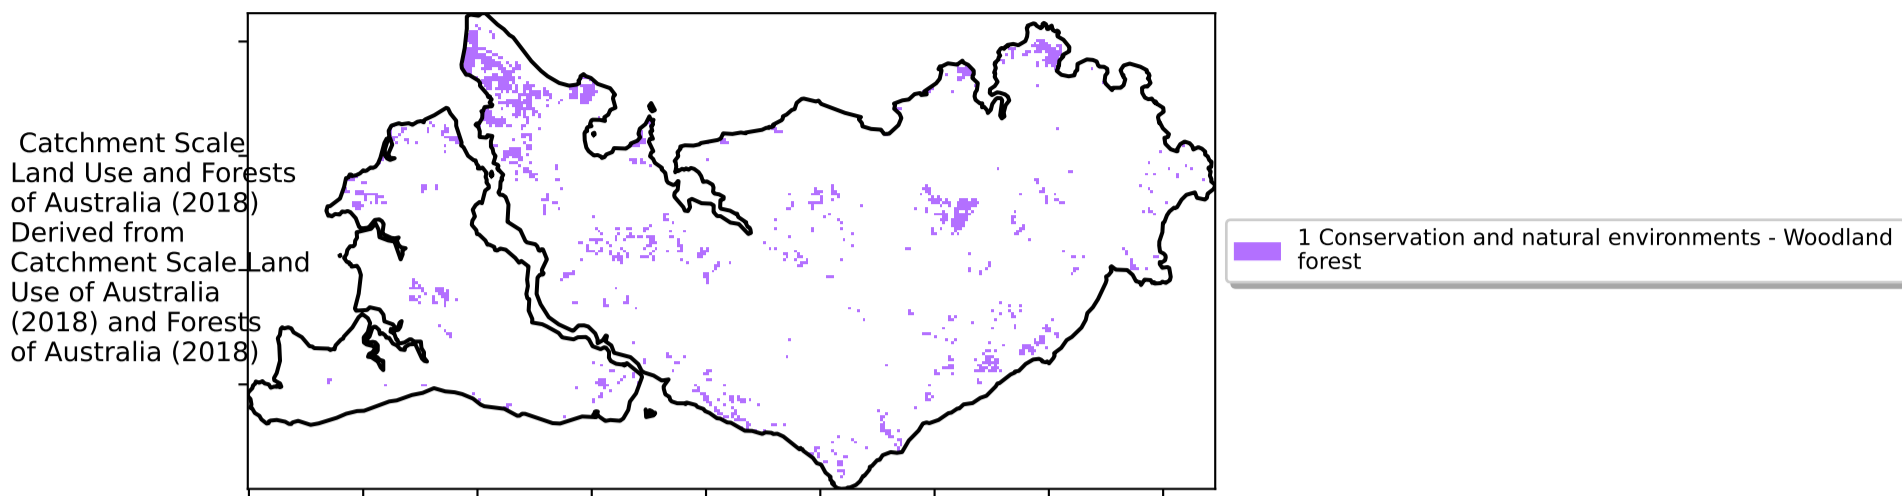 Catchment Scale
Land Use and Forests
of Australia (2018)
Derived from
Catchment Scale Land
Use of Australia
(2018) and Forests
of Australia (2018)
1 Conservation and natural environments - Woodland
forest